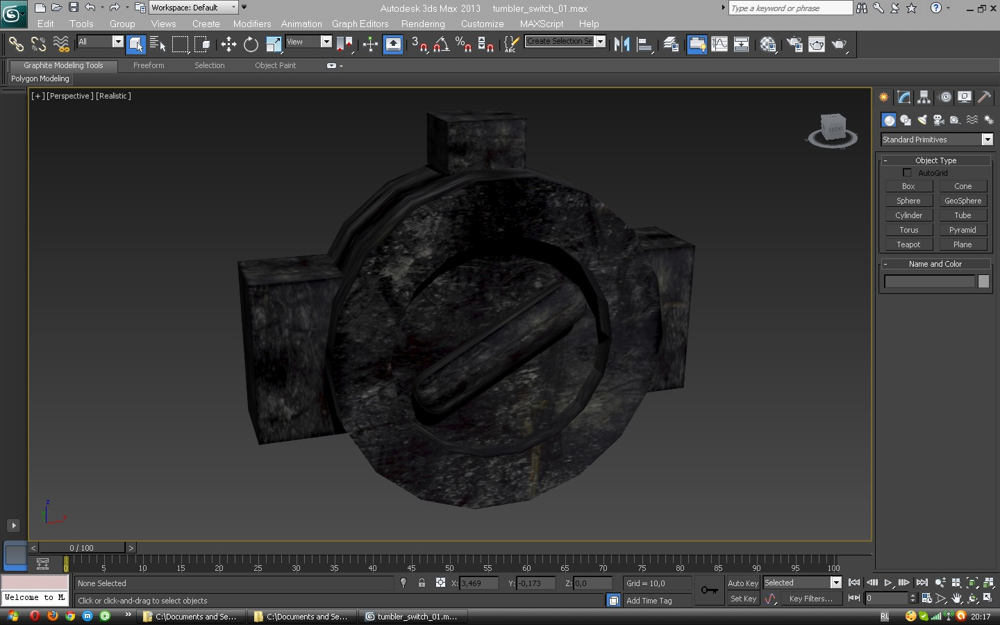 Workspace: Default
Autodesk 3ds Max 2013 tumbler_switch_01.max
Type a keyword or phrase
Edit Tools Group Views Create Modifiers Animation Graph Editors Rendering Customize MAXScript Help
All View 3 % ABC Create Selection Se
Graphite Modeling Tools Freeform Selection Object Paint
Polygon Modeling
[+] [Perspective] [Realistic]
FRONT
Standard Primitives
- Object Type
AutoGrid
Box Cone
Sphere GeoSphere
Cylinder Tube
Torus Pyramid
Teapot Plane
- Name and Color
z
x
< 0 / 100 >
0 5 10 15 20 25 30 35 40 45 50 55 60 65 70 75 80 85 90 95 100
None Selected X: 3,469 Y: -0,173 Z: 0,0 Grid = 10,0 Auto Key Selected
Welcome to M. Click or click-and-drag to select objects Add Time Tag Set Key Key Filters... 0
C:\Documents and Se... C:\Documents and Se... tumbler_switch_01.m... RU 20:17